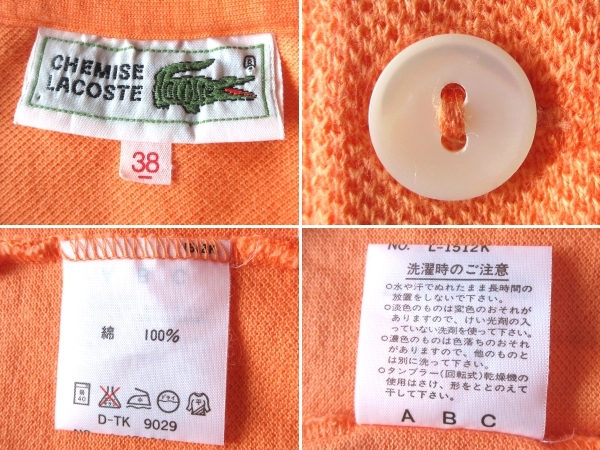 CHEMISE
LACOSTE
®
38
綿 100%
D-TK 9029
NO. L-1512K
洗濯時のご注意
○水や汗でぬれたまま長時間の
放置をしないで下さい。
○淡色のものは変色のおそれが
ありますので、けい光剤の入
っていない洗剤を使って下さい。
○濃色のものは色落ちのおそれ
がありますので、他のものと
は別に洗って下さい。
○タンブラー(回転式)乾燥機の
使用はさけ、形をととのえて
干して下さい。
A B C